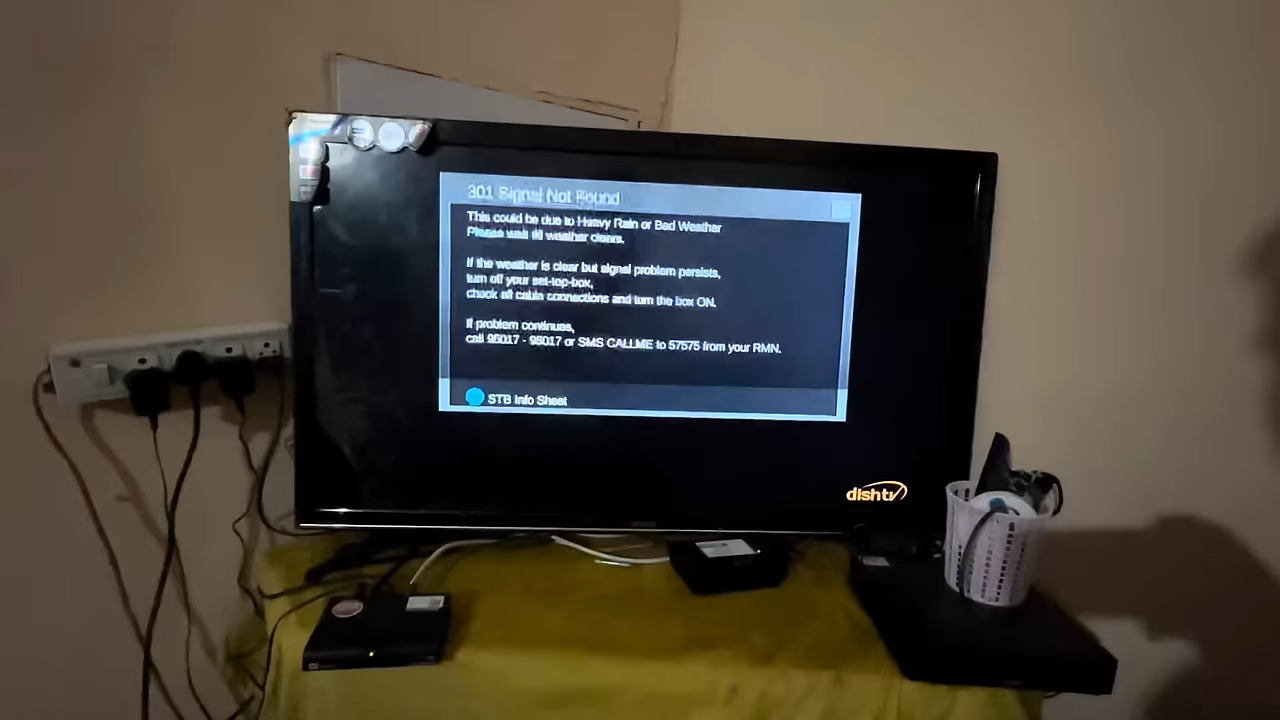 301 Signal Not Found
This could be due to Heavy Rain or Bad Weather
Please wait till weather clears.
If the weather is clear but signal problem persists,
turn off your set-top-box,
check all cable connections and turn the box ON.
If problem continues,
call 95017 - 95017 or SMS CALLME to 57575 from your RMN.
STB Info Sheet
dishtv